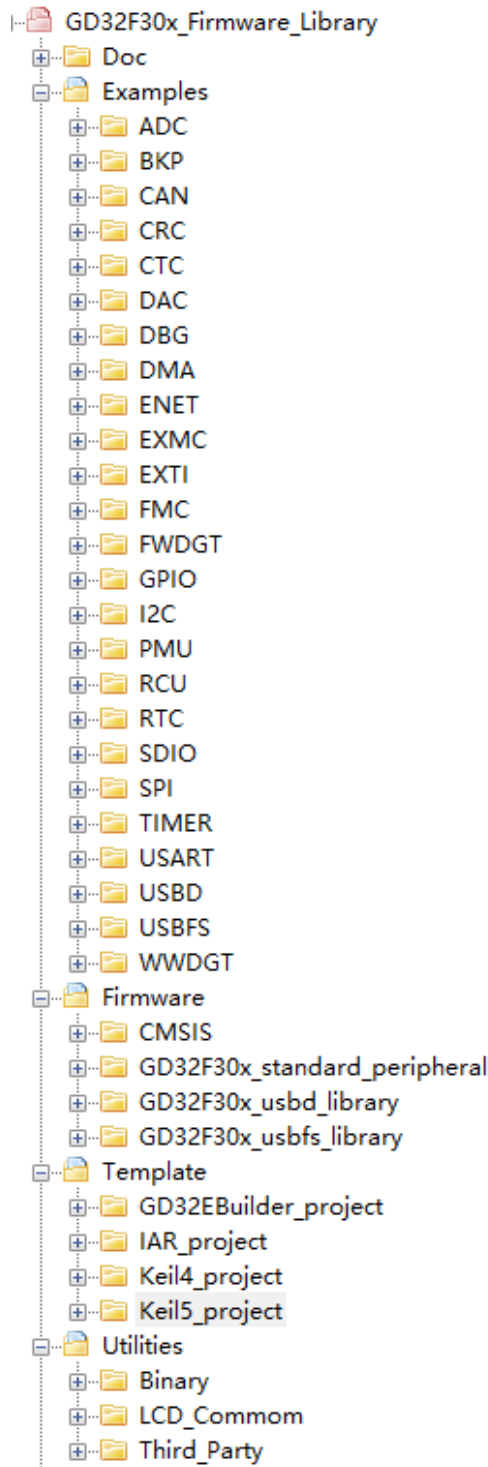 GD32F30x_Firmware_Library
Doc
Examples
ADC
BKP
CAN
CRC
CTC
DAC
DBG
DMA
ENET
EXMC
EXTI
FMC
FWDGT
GPIO
I2C
PMU
RCU
RTC
SDIO
SPI
TIMER
USART
USBD
USBFS
WWDGT
Firmware
CMSIS
GD32F30x_standard_peripheral
GD32F30x_usbd_library
GD32F30x_usbfs_library
Template
GD32EBuilder_project
IAR_project
Keil4_project
Keil5_project
Utilities
Binary
LCD_Commom
Third_Party